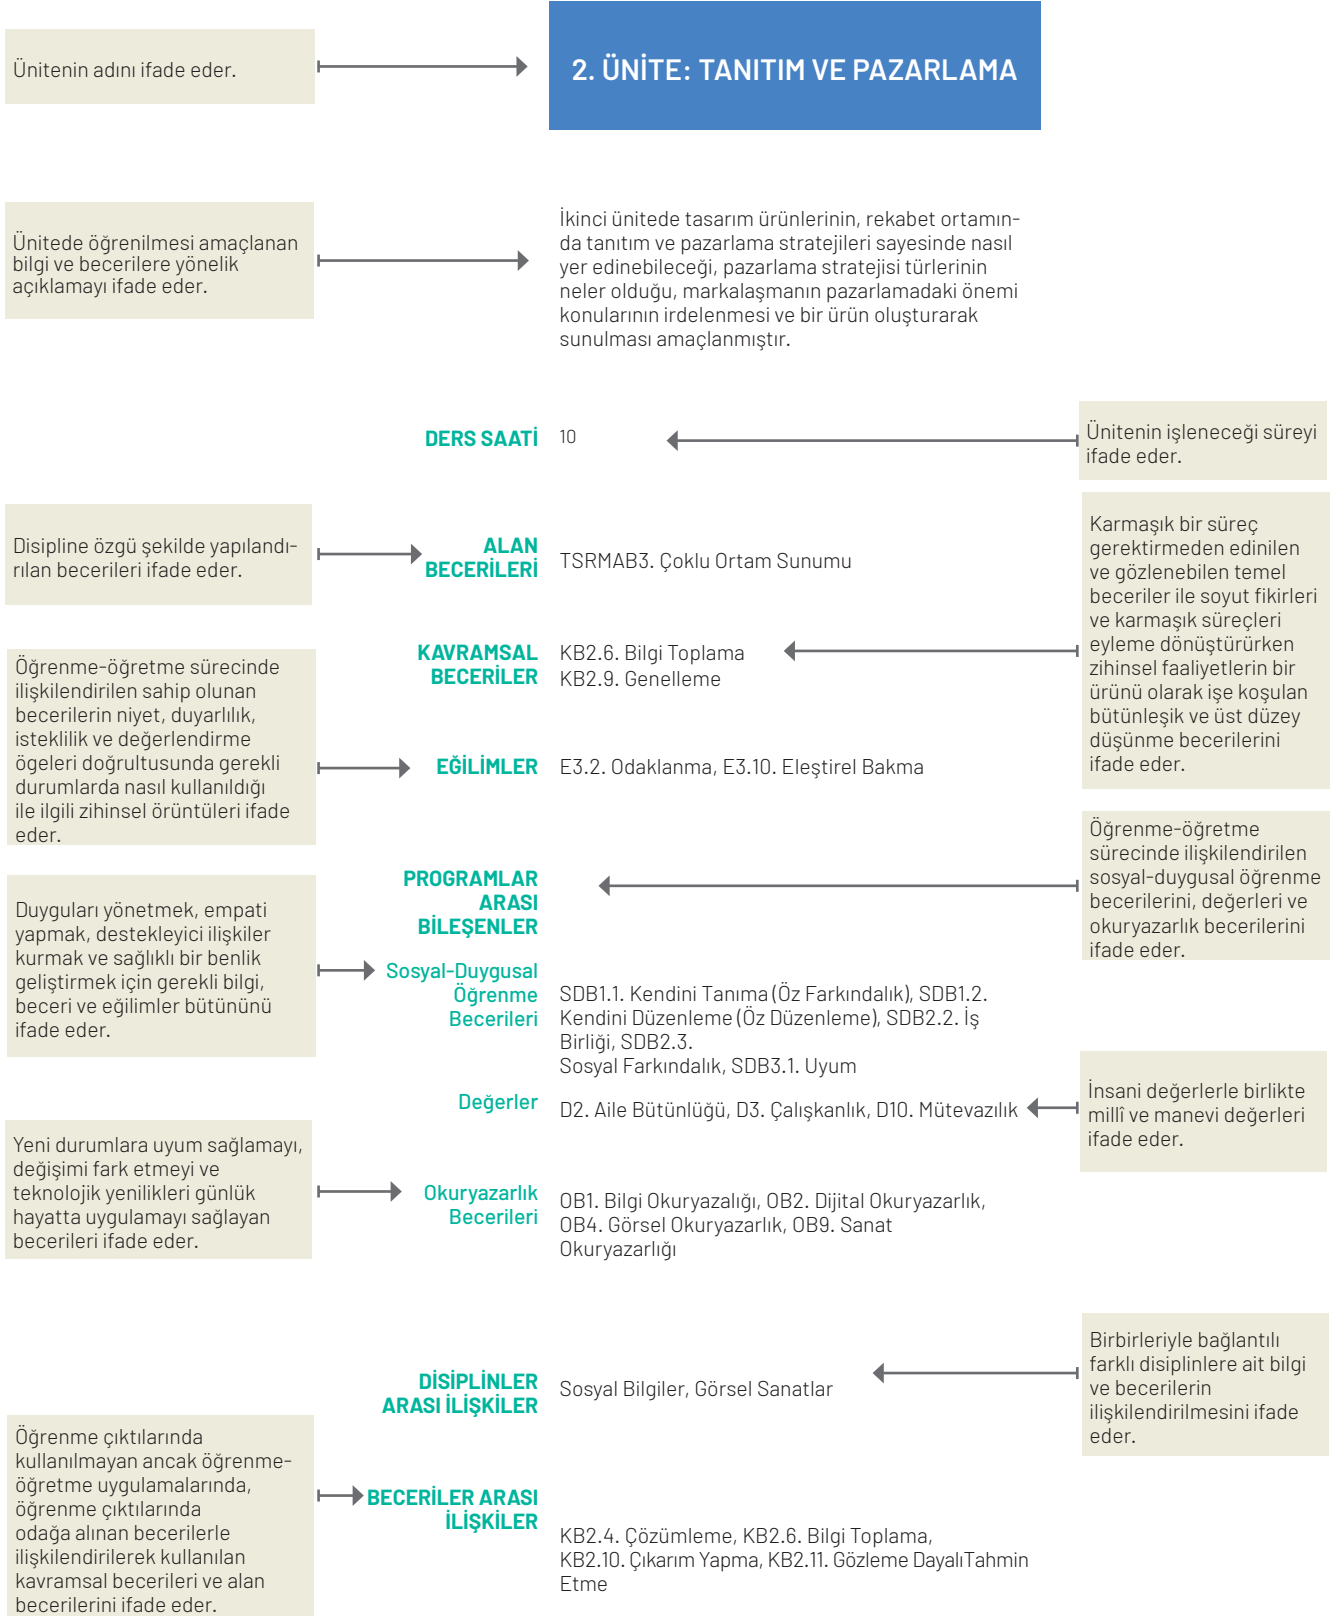 Ünitenin adını ifade eder.
2. ÜNİTE: TANITIM VE PAZARLAMA
Ünitede öğrenilmesi amaçlanan
bilgi ve becerilere yönelik
açıklamayı ifade eder.
İkinci ünitede tasarım ürünlerinin, rekabet ortamın-
da tanıtım ve pazarlama stratejileri sayesinde nasıl
yer edinebileceği, pazarlama stratejisi türlerinin
neler olduğu, markalaşmanın pazarlamadaki önemi
konularının irdelenmesi ve bir ürün oluşturarak
sunulması amaçlanmıştır.
DERS SAATİ
10
Ünitenin işleneceği süreyi
ifade eder.
Disipline özgü şekilde yapılandı-
rılan becerileri ifade eder.
ALAN
BECERİLERİ
TSRMAB3. Çoklu Ortam Sunumu
Karmaşık bir süreç
gerektirmeden edinilen
ve gözlenebilen temel
beceriler ile soyut fikirleri
ve karmaşık süreçleri
eyleme dönüştürürken
zihinsel faaliyetlerin bir
ürünü olarak işe koşulan
bütünleşik ve üst düzey
düşünme becerilerini
ifade eder.
KAVRAMSAL
BECERİLER
KB2.6. Bilgi Toplama
KB2.9. Genelleme
Öğrenme-öğretme sürecinde
ilişkilendirilen sahip olunan
becerilerin niyet, duyarlılık,
isteklilik ve değerlendirme
ögeleri doğrultusunda gerekli
durumlarda nasıl kullanıldığı
ile ilgili zihinsel örüntüleri ifade
eder.
EĞİLİMLER
E3.2. Odaklanma, E3.10. Eleştirel Bakma
PROGRAMLAR
ARASI
BİLEŞENLER
Öğrenme-öğretme
sürecinde ilişkilendirilen
sosyal-duygusal öğrenme
becerilerini, değerleri ve
okuryazarlık becerilerini
ifade eder.
Duyguları yönetmek, empati
yapmak, destekleyici ilişkiler
kurmak ve sağlıklı bir benlik
geliştirmek için gerekli bilgi,
beceri ve eğilimler bütününü
ifade eder.
Sosyal-Duygusal
Öğrenme
Becerileri
SDB1.1. Kendini Tanıma (Öz Farkındalık), SDB1.2.
Kendini Düzenleme (Öz Düzenleme), SDB2.2. İş
Birliği, SDB2.3.
Sosyal Farkındalık, SDB3.1. Uyum
Değerler
D2. Aile Bütünlüğü, D3. Çalışkanlık, D10. Mütevazılık
İnsani değerlerle birlikte
millî ve manevi değerleri
ifade eder.
Yeni durumlara uyum sağlamayı,
değişimi fark etmeyi ve
teknolojik yenilikleri günlük
hayatta uygulamayı sağlayan
becerileri ifade eder.
Okuryazarlık
Becerileri
OB1. Bilgi Okuryazalığı, OB2. Dijital Okuryazarlık,
OB4. Görsel Okuryazarlık, OB9. Sanat
Okuryazarlığı
DİSİPLİNLER
ARASI İLİŞKİLER
Sosyal Bilgiler, Görsel Sanatlar
Birbirleriyle bağlantılı
farklı disiplinlere ait bilgi
ve becerilerin
ilişkilendirilmesini ifade
eder.
Öğrenme çıktılarında
kullanılmayan ancak öğrenme-
öğretme uygulamalarında,
öğrenme çıktılarında
odağa alınan becerilerle
ilişkilendirilerek kullanılan
kavramsal becerileri ve alan
becerilerini ifade eder.
BECERİLER ARASI
İLİŞKİLER
KB2.4. Çözümleme, KB2.6. Bilgi Toplama,
KB2.10. Çıkarım Yapma, KB2.11. Gözleme DayalıTahmin
Etme